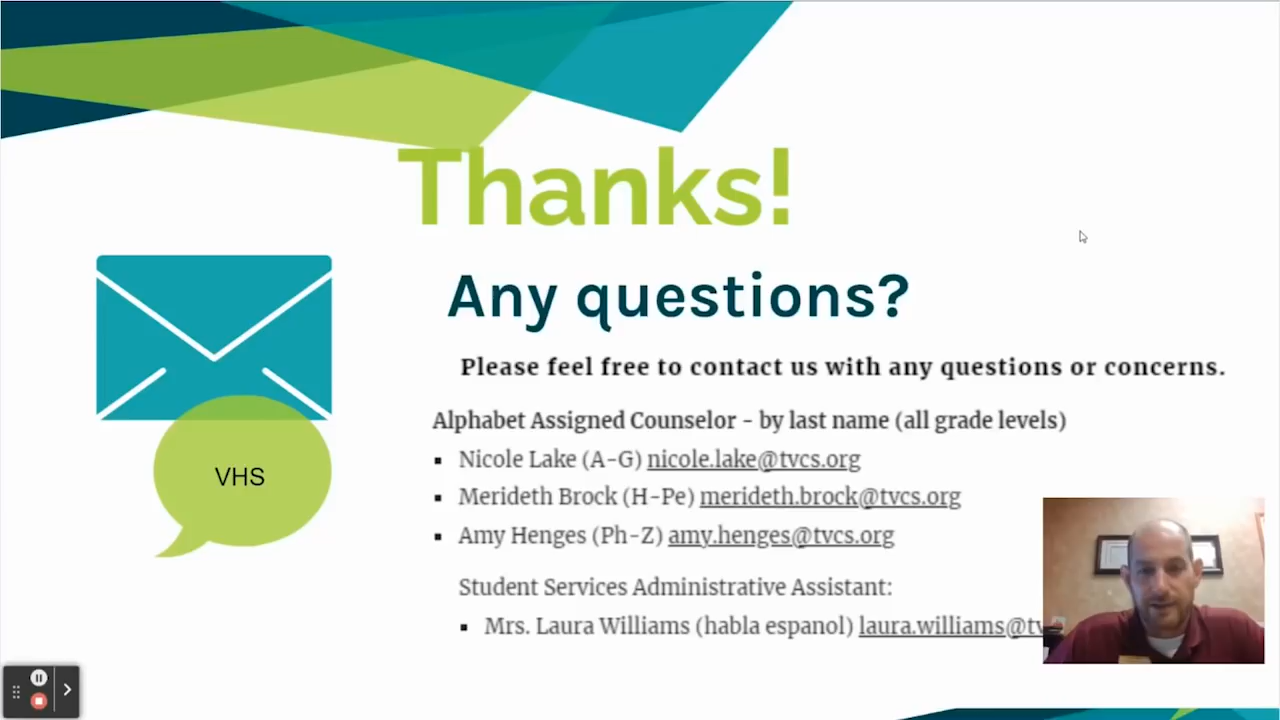 Thanks!
Any questions?
Please feel free to contact us with any questions or concerns.
Alphabet Assigned Counselor - by last name (all grade levels)
▪ Nicole Lake (A-G) nicole.lake@tvcs.org
▪ Merideth Brock (H-Pe) merideth.brock@tvcs.org
▪ Amy Henges (Ph-Z) amy.henges@tvcs.org
VHS
Student Services Administrative Assistant:
▪ Mrs. Laura Williams (habla espanol) laura.williams@tv